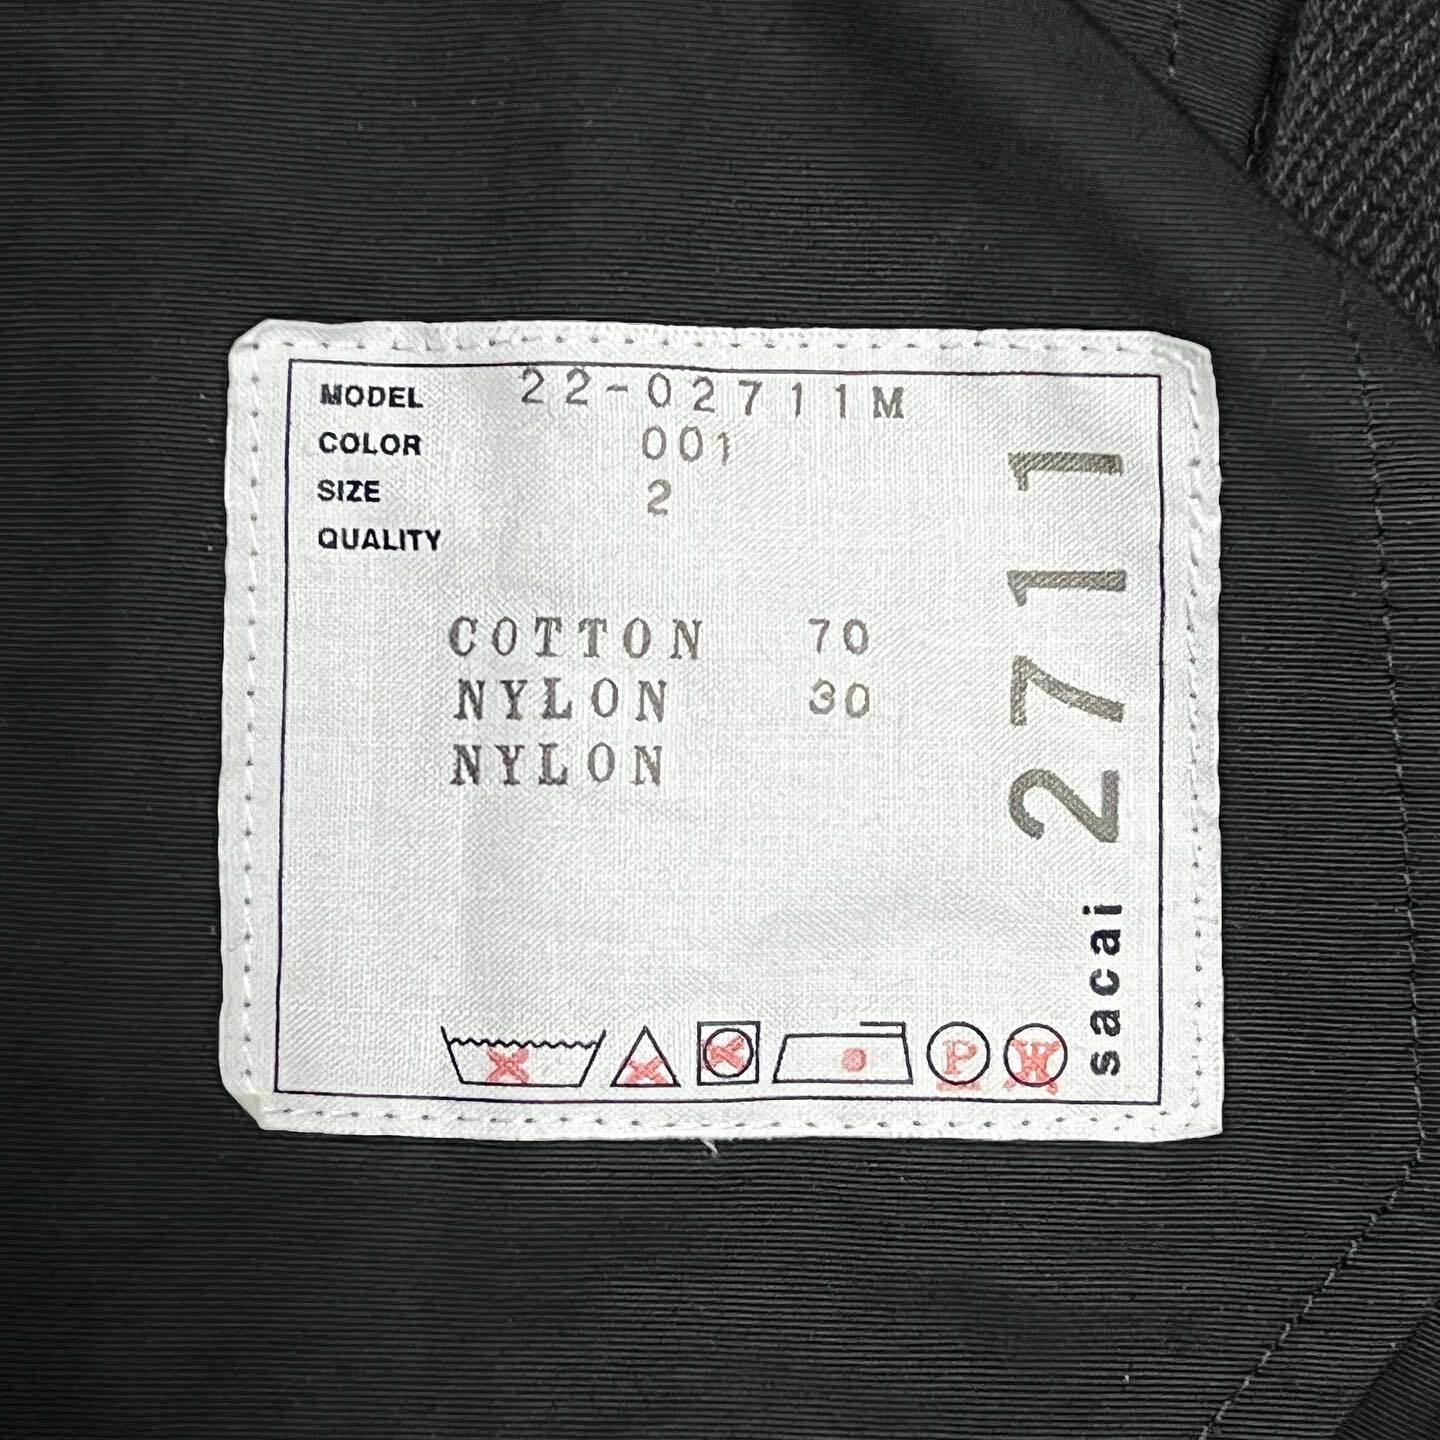 MODEL 22-02711M
COLOR 001
SIZE 2
QUALITY
COTTON 70
NYLON 30
NYLON
P W
sacai 2711